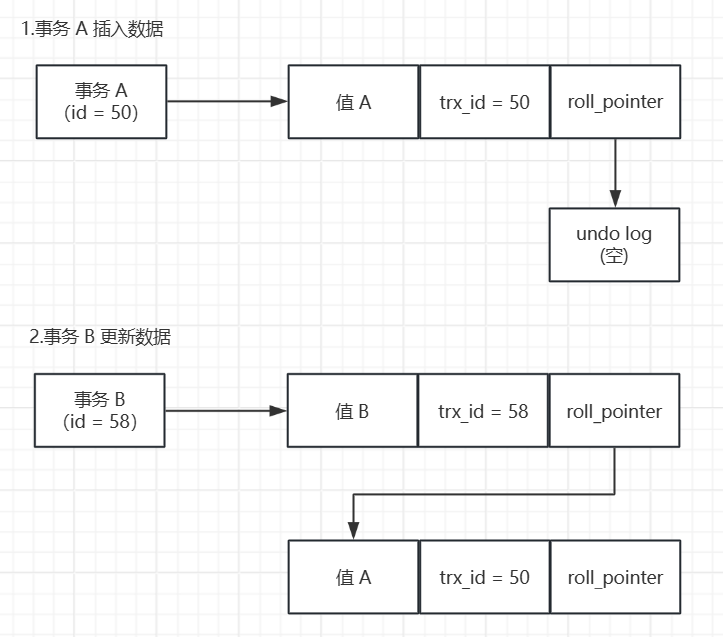 1.事务 A 插入数据
事务 A
(id = 50)
值 A
trx_id = 50
roll_pointer
undo log
(空)
2.事务 B 更新数据
事务 B
(id = 58)
值 B
trx_id = 58
roll_pointer
值 A
trx_id = 50
roll_pointer